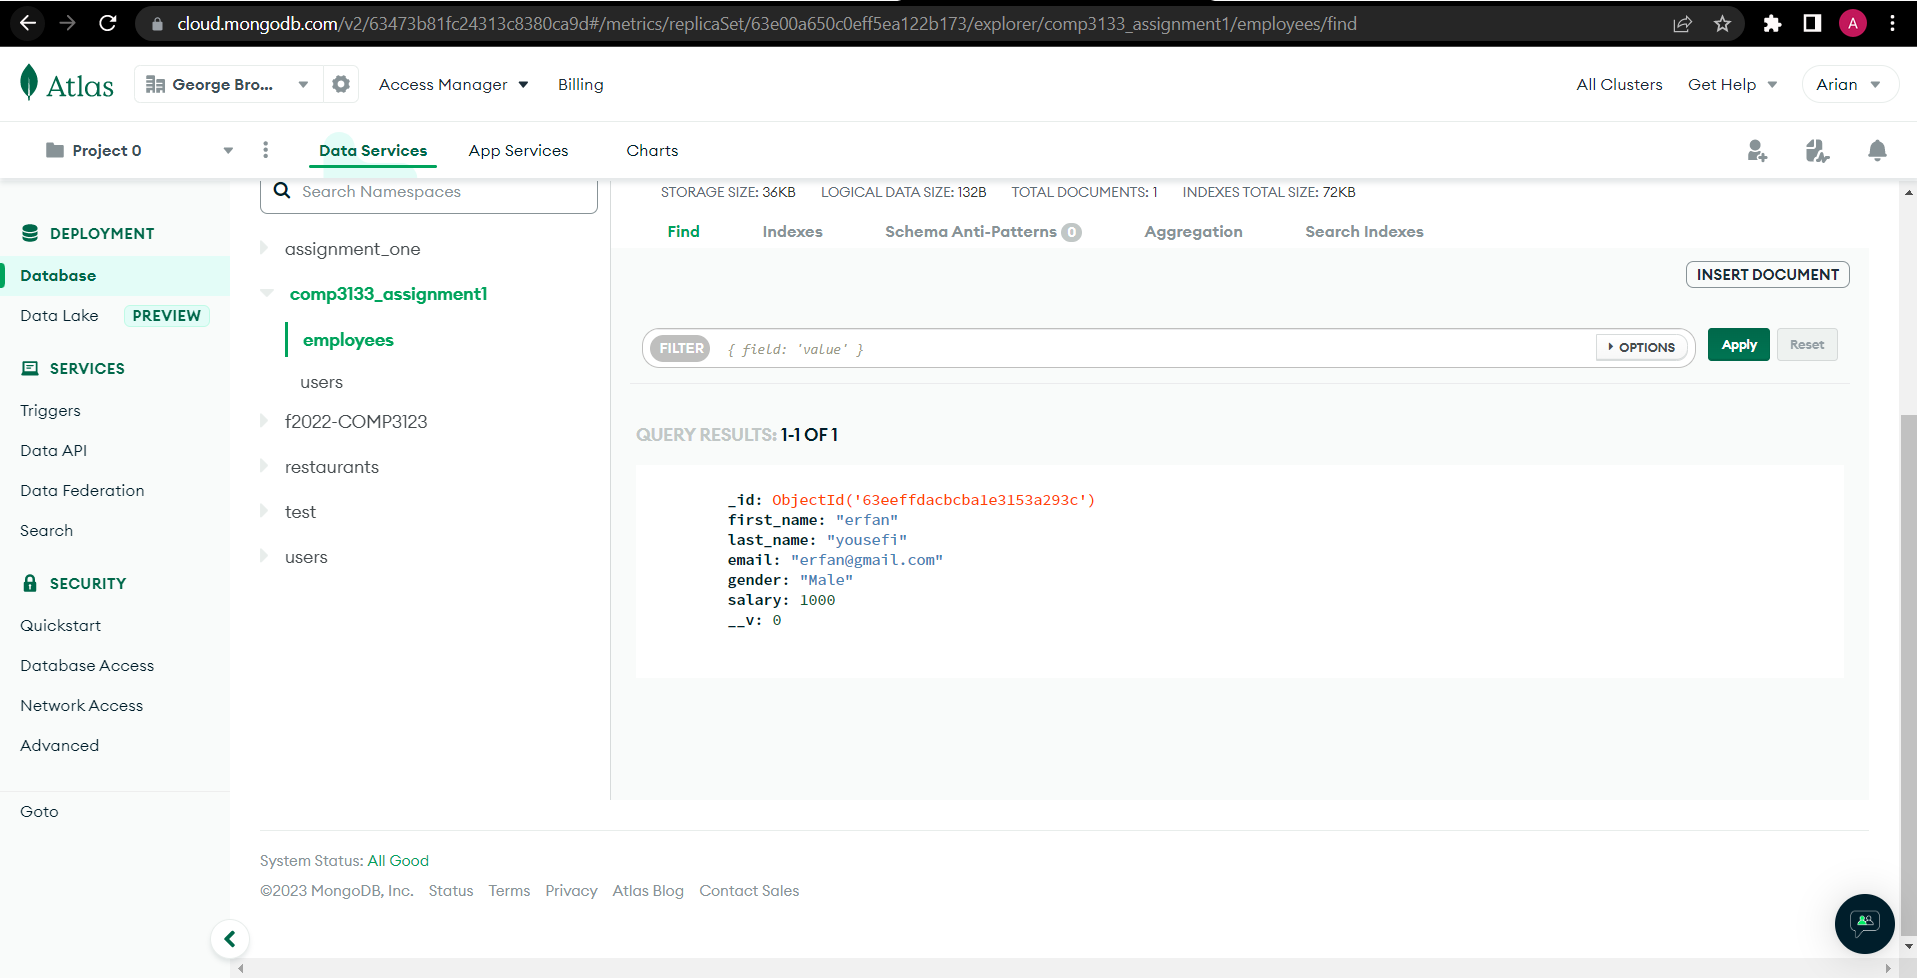 cloud.mongodb.com/v2/63473b81fc24313c8380ca9d#/metrics/replicaSet/63e00a650c0eff5ea122b173/explorer/comp3133_assignment1/employees/find
A
Atlas
George Bro...
Access Manager
Billing
All Clusters
Get Help
Arian
Project 0
Data Services
App Services
Charts
DEPLOYMENT
Database
Data Lake
PREVIEW
SERVICES
Triggers
Data API
Data Federation
Search
SECURITY
Quickstart
Database Access
Network Access
Advanced
Goto
Search Namespaces
assignment_one
comp3133_assignment1
employees
users
f2022-COMP3123
restaurants
test
users
STORAGE SIZE: 36KB LOGICAL DATA SIZE: 132B TOTAL DOCUMENTS: 1 INDEXES TOTAL SIZE: 72KB
Find
Indexes
Schema Anti-Patterns 0
Aggregation
Search Indexes
INSERT DOCUMENT
FILTER
{ field: 'value' }
OPTIONS
Apply
Reset
QUERY RESULTS: 1-1 OF 1
_id: ObjectId('63eeffdacbcba1e3153a293c')
first_name: "erfan"
last_name: "yousefi"
email: "erfan@gmail.com"
gender: "Male"
salary: 1000
__v: 0
System Status: All Good
©2023 MongoDB, Inc. Status Terms Privacy Atlas Blog Contact Sales